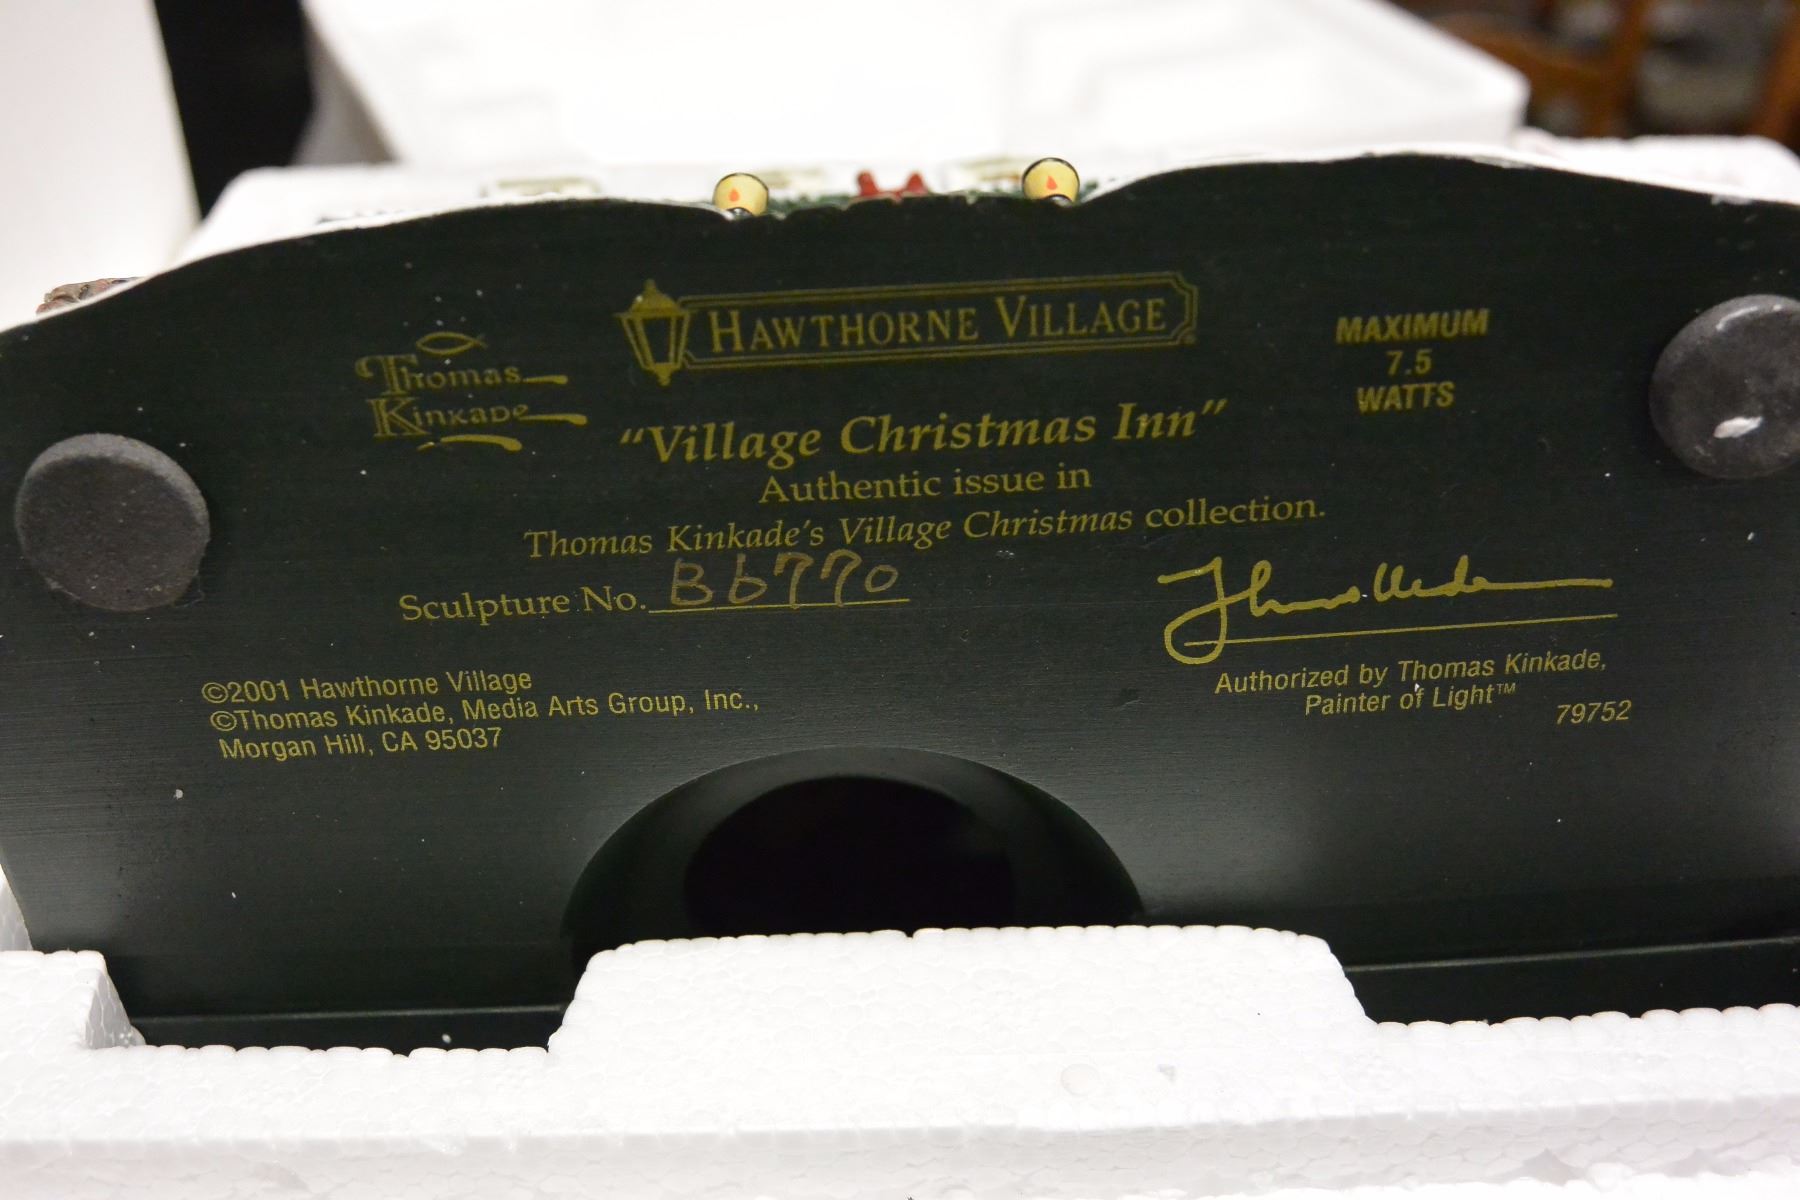 HAWTHORNE VILLAGE
Thomas
Kinkade
MAXIMUM
7.5
WATTS
“Village Christmas Inn”
Authentic issue in
Thomas Kinkade's Village Christmas collection.
Sculpture No. B6770
©2001 Hawthorne Village
©Thomas Kinkade, Media Arts Group, Inc.,
Morgan Hill, CA 95037
Authorized by Thomas Kinkade,
Painter of Light™
79752